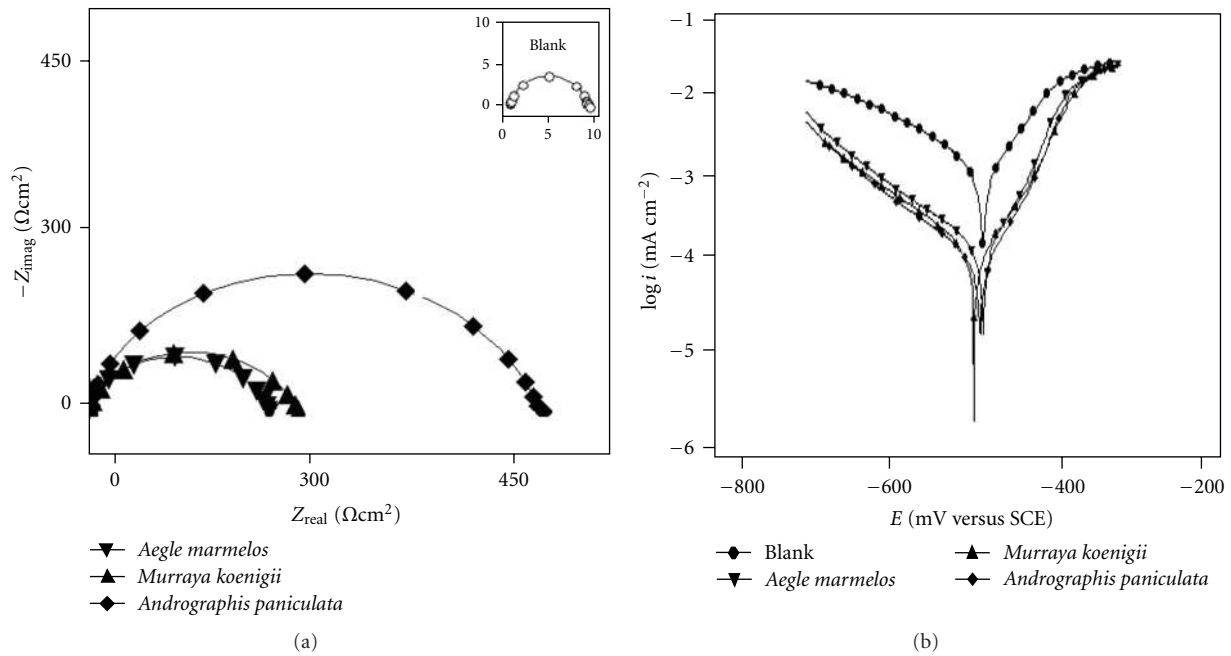 10
450
Blank
5
0
0
5
10
300
0
0
300
450
−Z_imag (Ωcm²)
Z_real (Ωcm²)
Aegle marmelos
Murraya koenigii
Andrographis paniculata
(a)
−1
−2
−3
−4
−5
−6
log i (mA cm⁻²)
−800
−600
−400
−200
E (mV versus SCE)
Blank
Murraya koenigii
Aegle marmelos
Andrographis paniculata
(b)